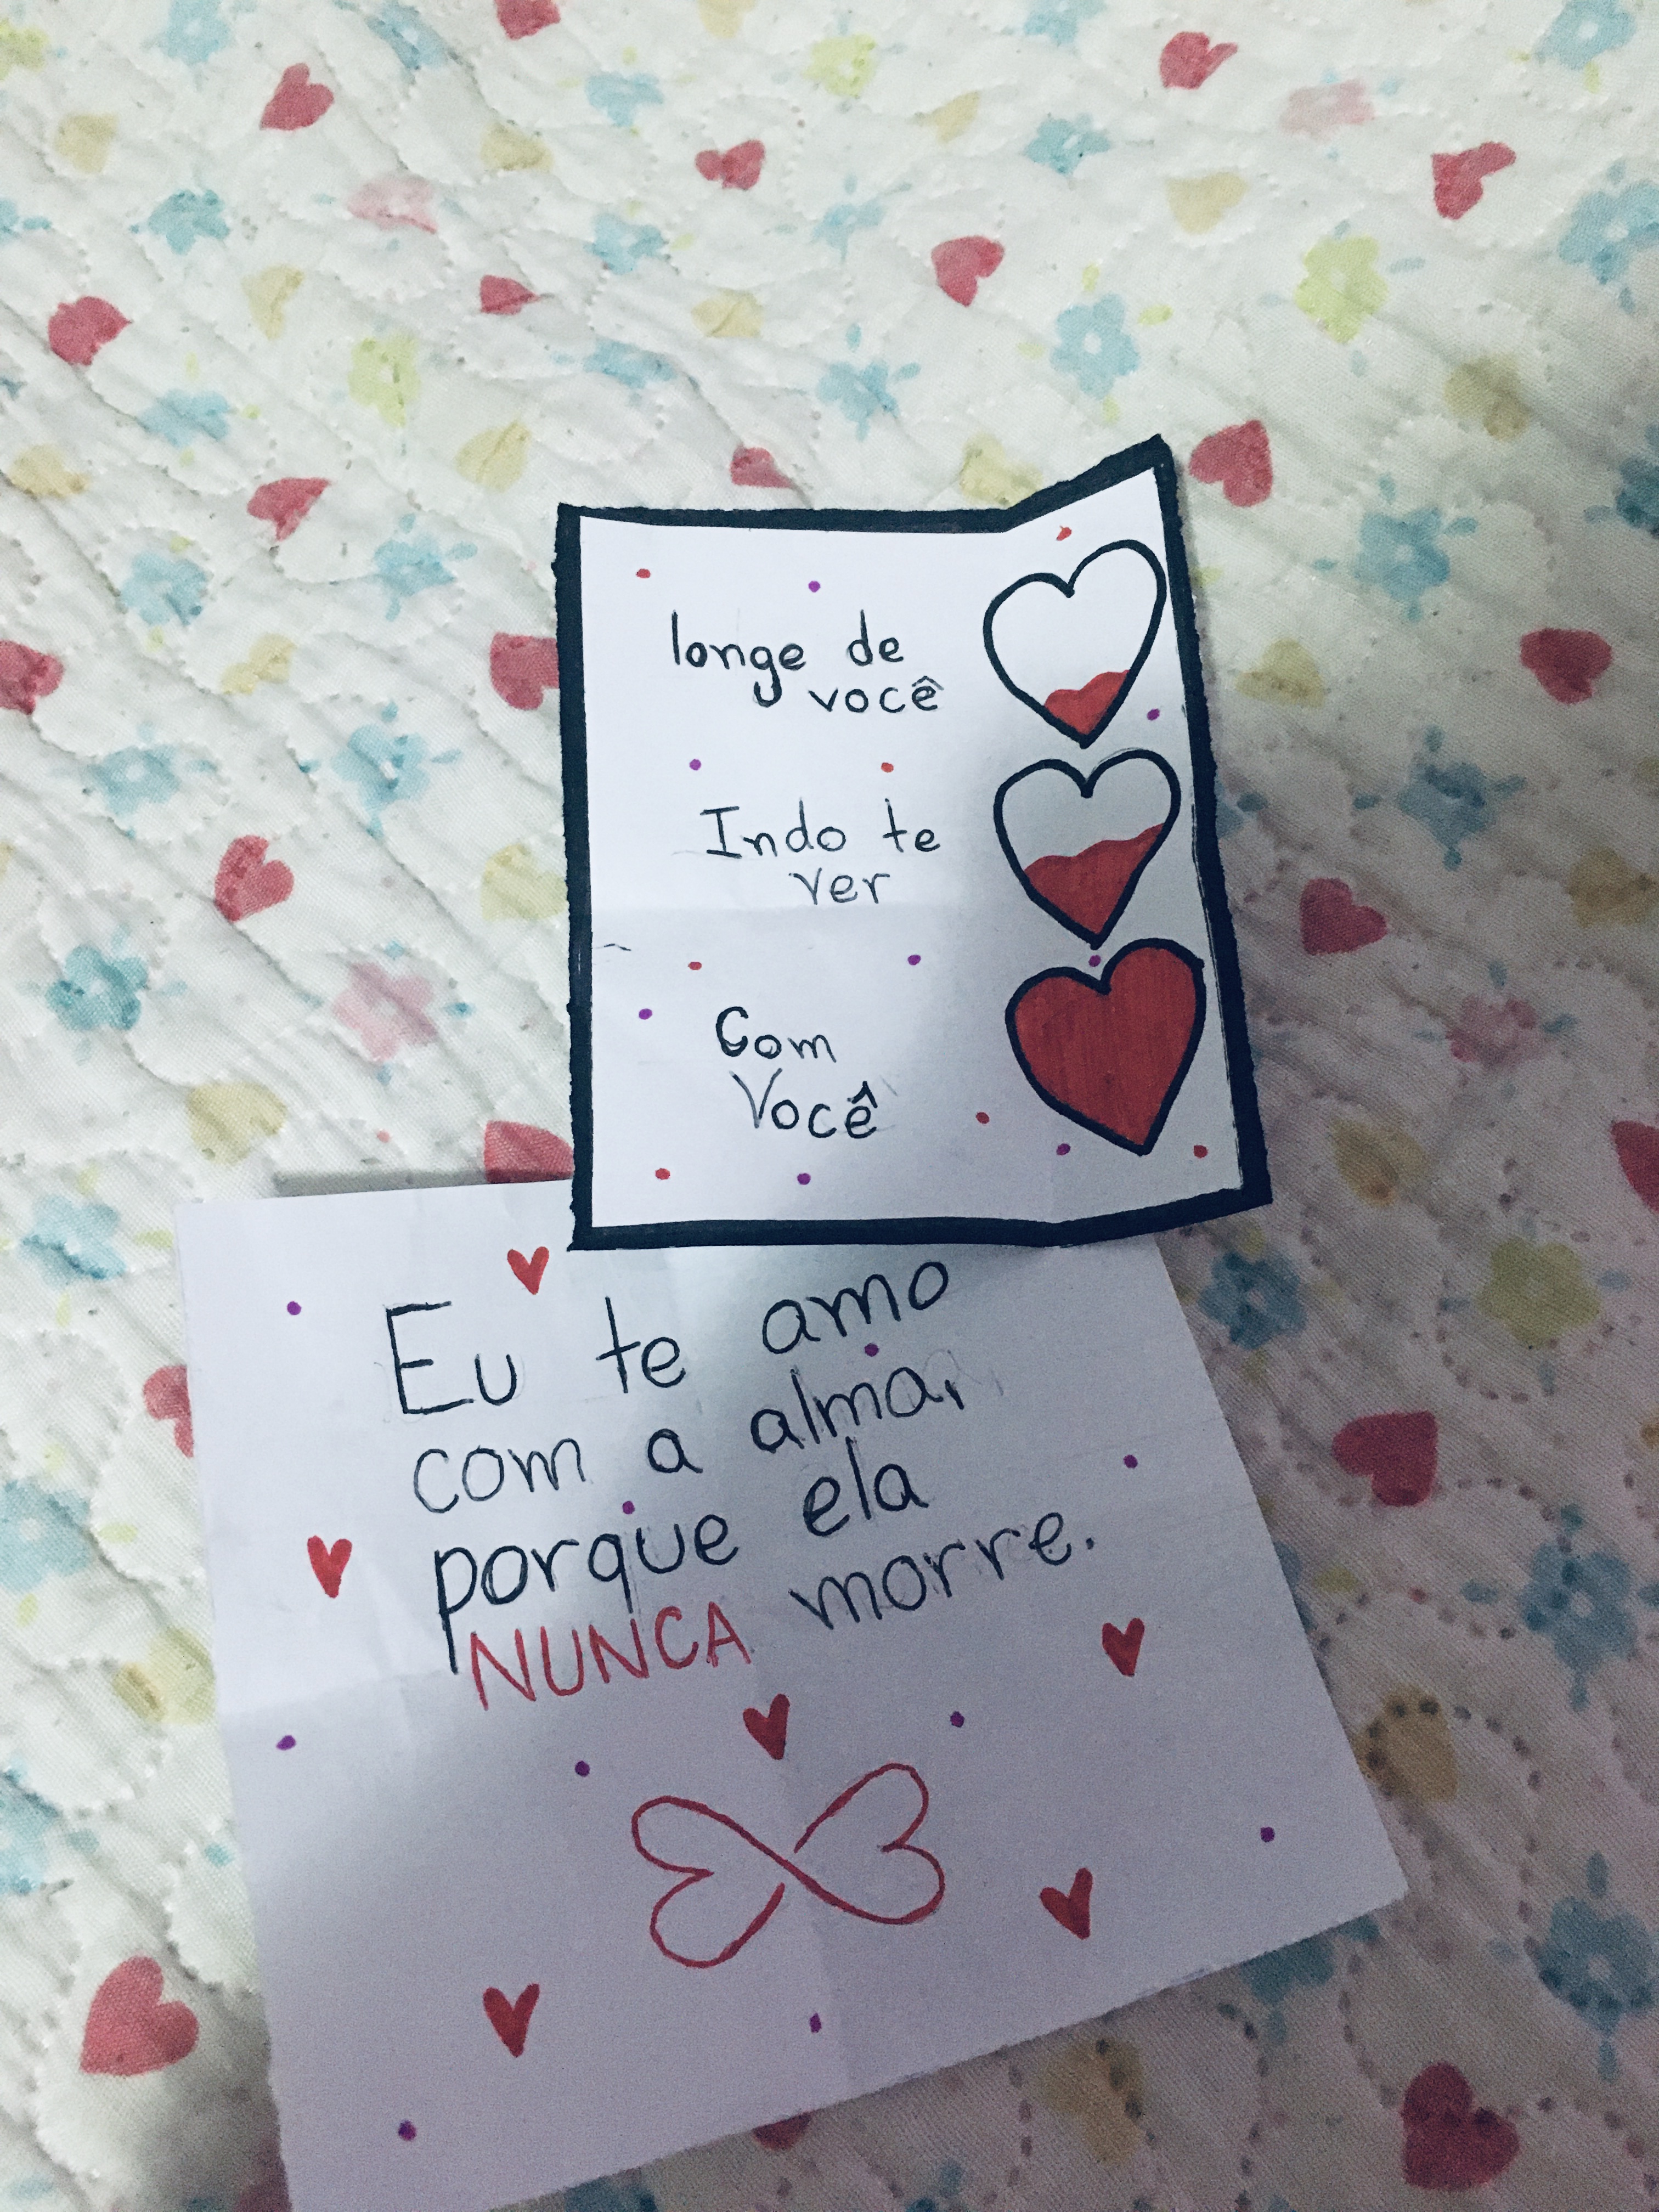 longe de
você
Indo te
ver
Com
Você
Eu te amo
com a alma,
porque ela
NUNCA morre.